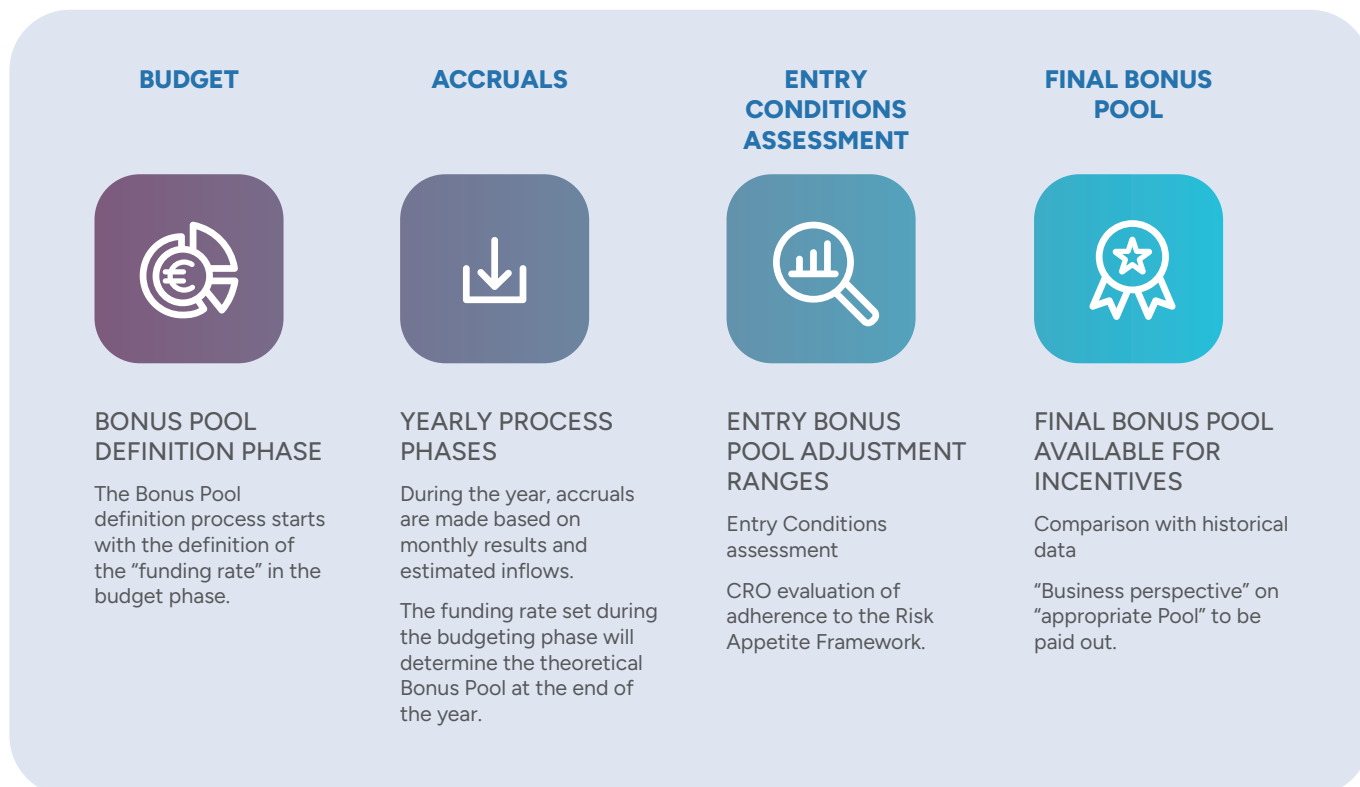 BUDGET
BONUS POOL
DEFINITION PHASE
The Bonus Pool
definition process starts
with the definition of
the “funding rate” in the
budget phase.
ACCRUALS
YEARLY PROCESS
PHASES
During the year, accruals
are made based on
monthly results and
estimated inflows.
The funding rate set during
the budgeting phase will
determine the theoretical
Bonus Pool at the end of
the year.
ENTRY
CONDITIONS
ASSESSMENT
ENTRY BONUS
POOL ADJUSTMENT
RANGES
Entry Conditions
assessment
CRO evaluation of
adherence to the Risk
Appetite Framework.
FINAL BONUS
POOL
FINAL BONUS POOL
AVAILABLE FOR
INCENTIVES
Comparison with historical
data
“Business perspective” on
“appropriate Pool” to be
paid out.